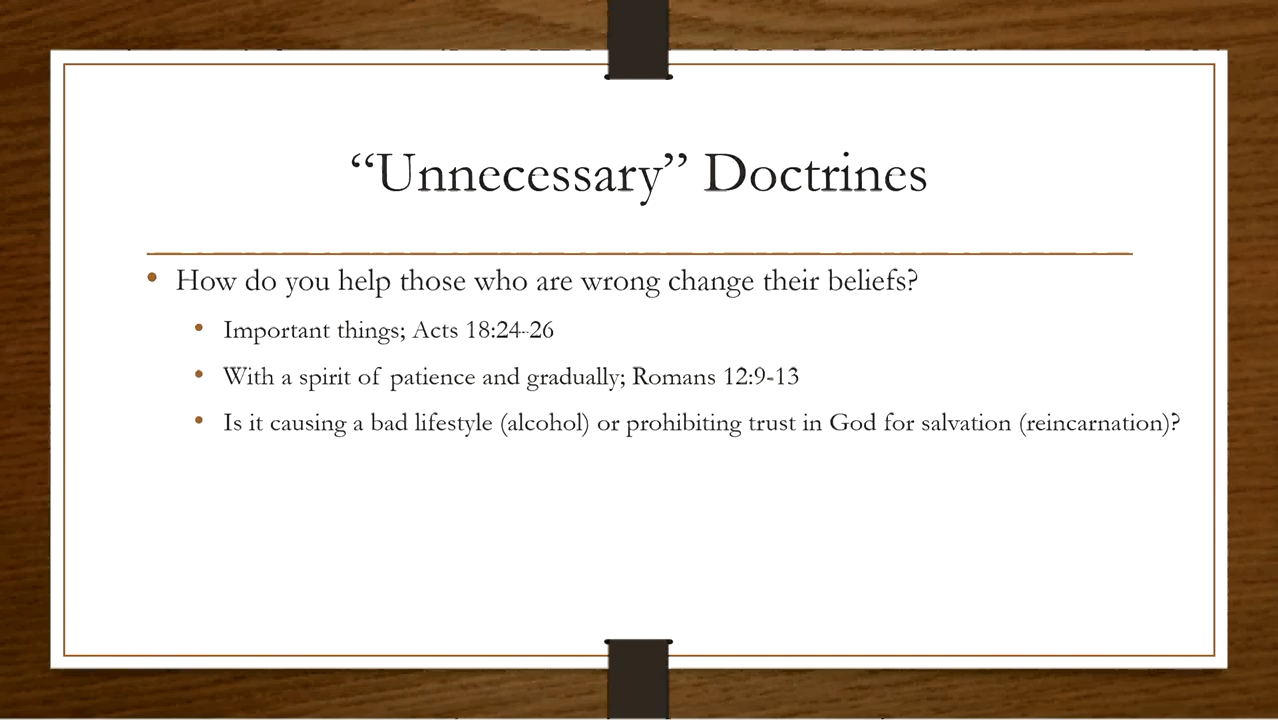 “Unnecessary” Doctrines
• How do you help those who are wrong change their beliefs?
• Important things; Acts 18:24-26
• With a spirit of patience and gradually; Romans 12:9-13
• Is it causing a bad lifestyle (alcohol) or prohibiting trust in God for salvation (reincarnation)?